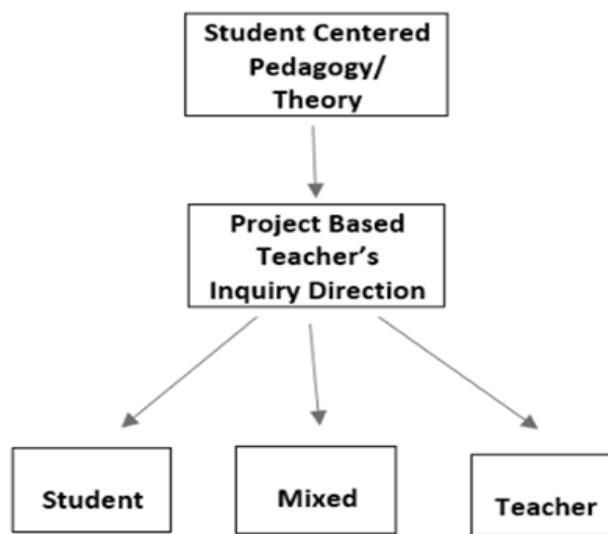 Student Centered
Pedagogy/
Theory
Project Based
Teacher's
Inquiry Direction
Student
Mixed
Teacher